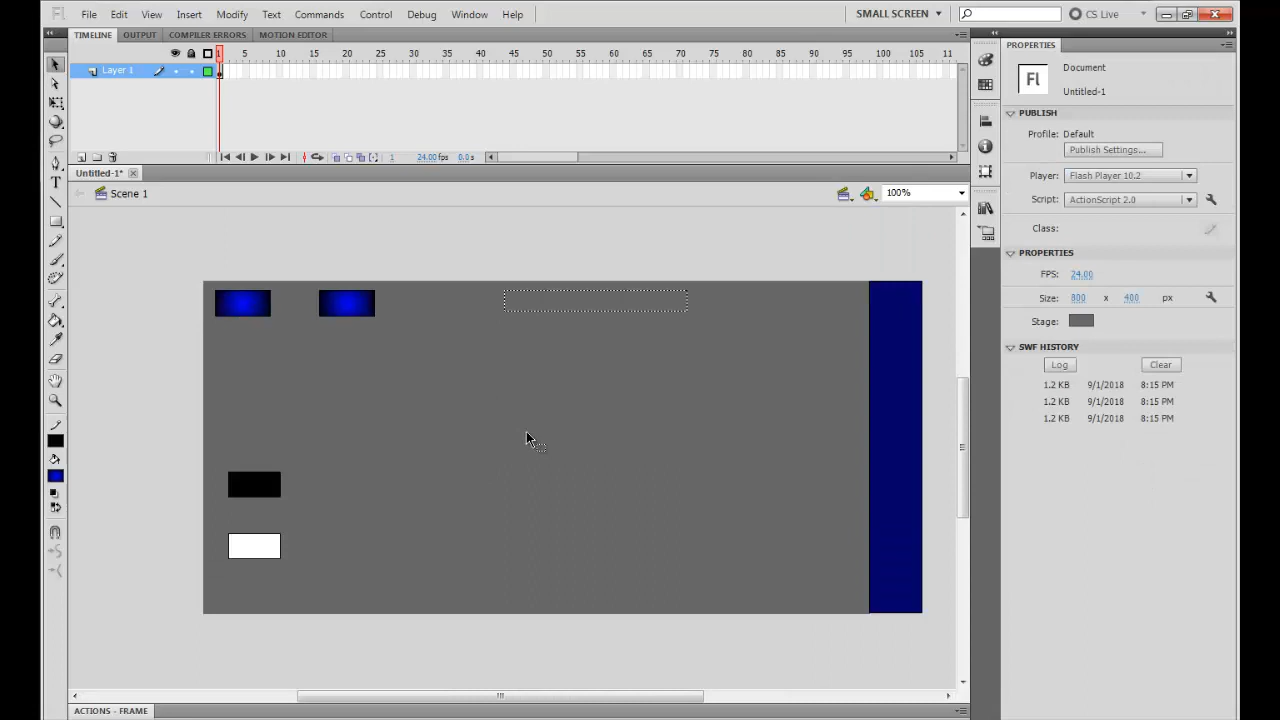 Fl File Edit View Insert Modify Text Commands Control Debug Window Help SMALL SCREEN CS Live
TIMELINE OUTPUT COMPILER ERRORS MOTION EDITOR
1 5 10 15 20 25 30 35 40 45 50 55 60 65 70 75 80 85 90 95 100 105 11
Layer 1
1 24.00 fps 0.0 s
Untitled-1*
Scene 1
100%
ACTIONS - FRAME
PROPERTIES
Fl
Document
Untitled-1
PUBLISH
Profile: Default
Publish Settings...
Player: Flash Player 10.2
Script: ActionScript 2.0
Class:
PROPERTIES
FPS: 24.00
Size: 800 x 400 px
Stage:
SWF HISTORY
Log Clear
1.2 KB 9/1/2018 8:15 PM
1.2 KB 9/1/2018 8:15 PM
1.2 KB 9/1/2018 8:15 PM